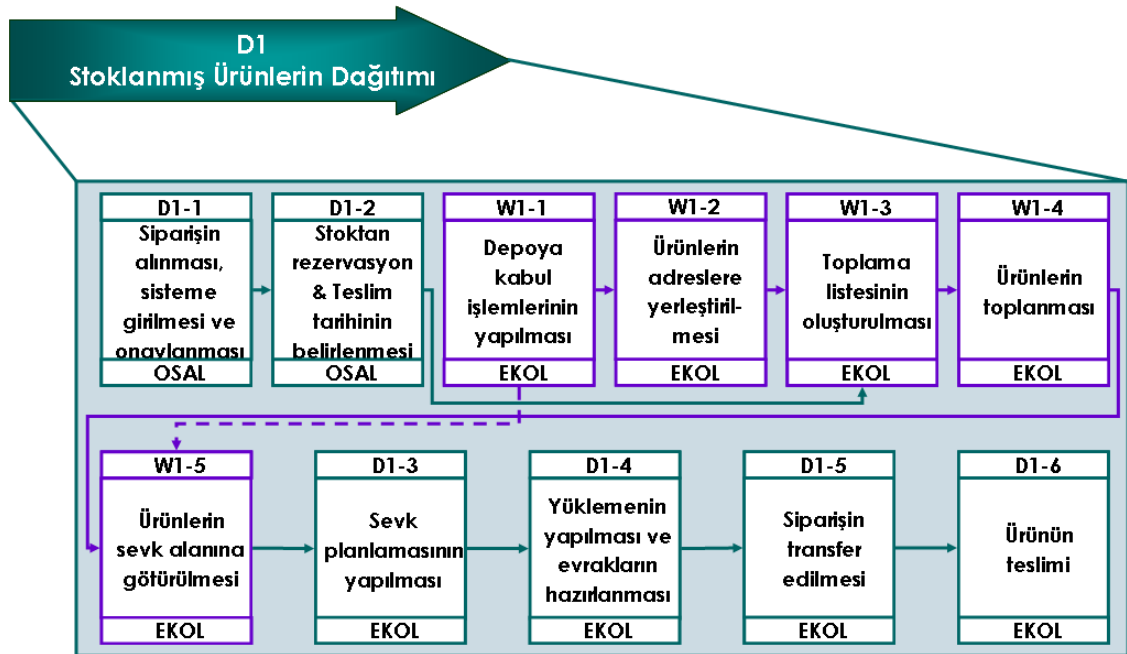 D1
Stoklanmış Ürünlerin Dağıtımı
D1-1
Siparişin
alınması,
sisteme
girilmesi ve
onaylanması
OSAL
D1-2
Stoktan
rezervasyon
& Teslim
tarihinin
belirlenmesi
OSAL
W1-1
Depoya
kabul
işlemlerinin
yapılması
EKOL
W1-2
Ürünlerin
adreslere
yerleştiril-
mesi
EKOL
W1-3
Toplama
listesinin
oluşturulması
EKOL
W1-4
Ürünlerin
toplanması
EKOL
W1-5
Ürünlerin
sevk alanına
götürülmesi
EKOL
D1-3
Sevk
planlamasının
yapılması
EKOL
D1-4
Yüklemenin
yapılması ve
evrakların
hazırlanması
EKOL
D1-5
Siparişin
transfer
edilmesi
EKOL
D1-6
Ürünün
teslimi
EKOL